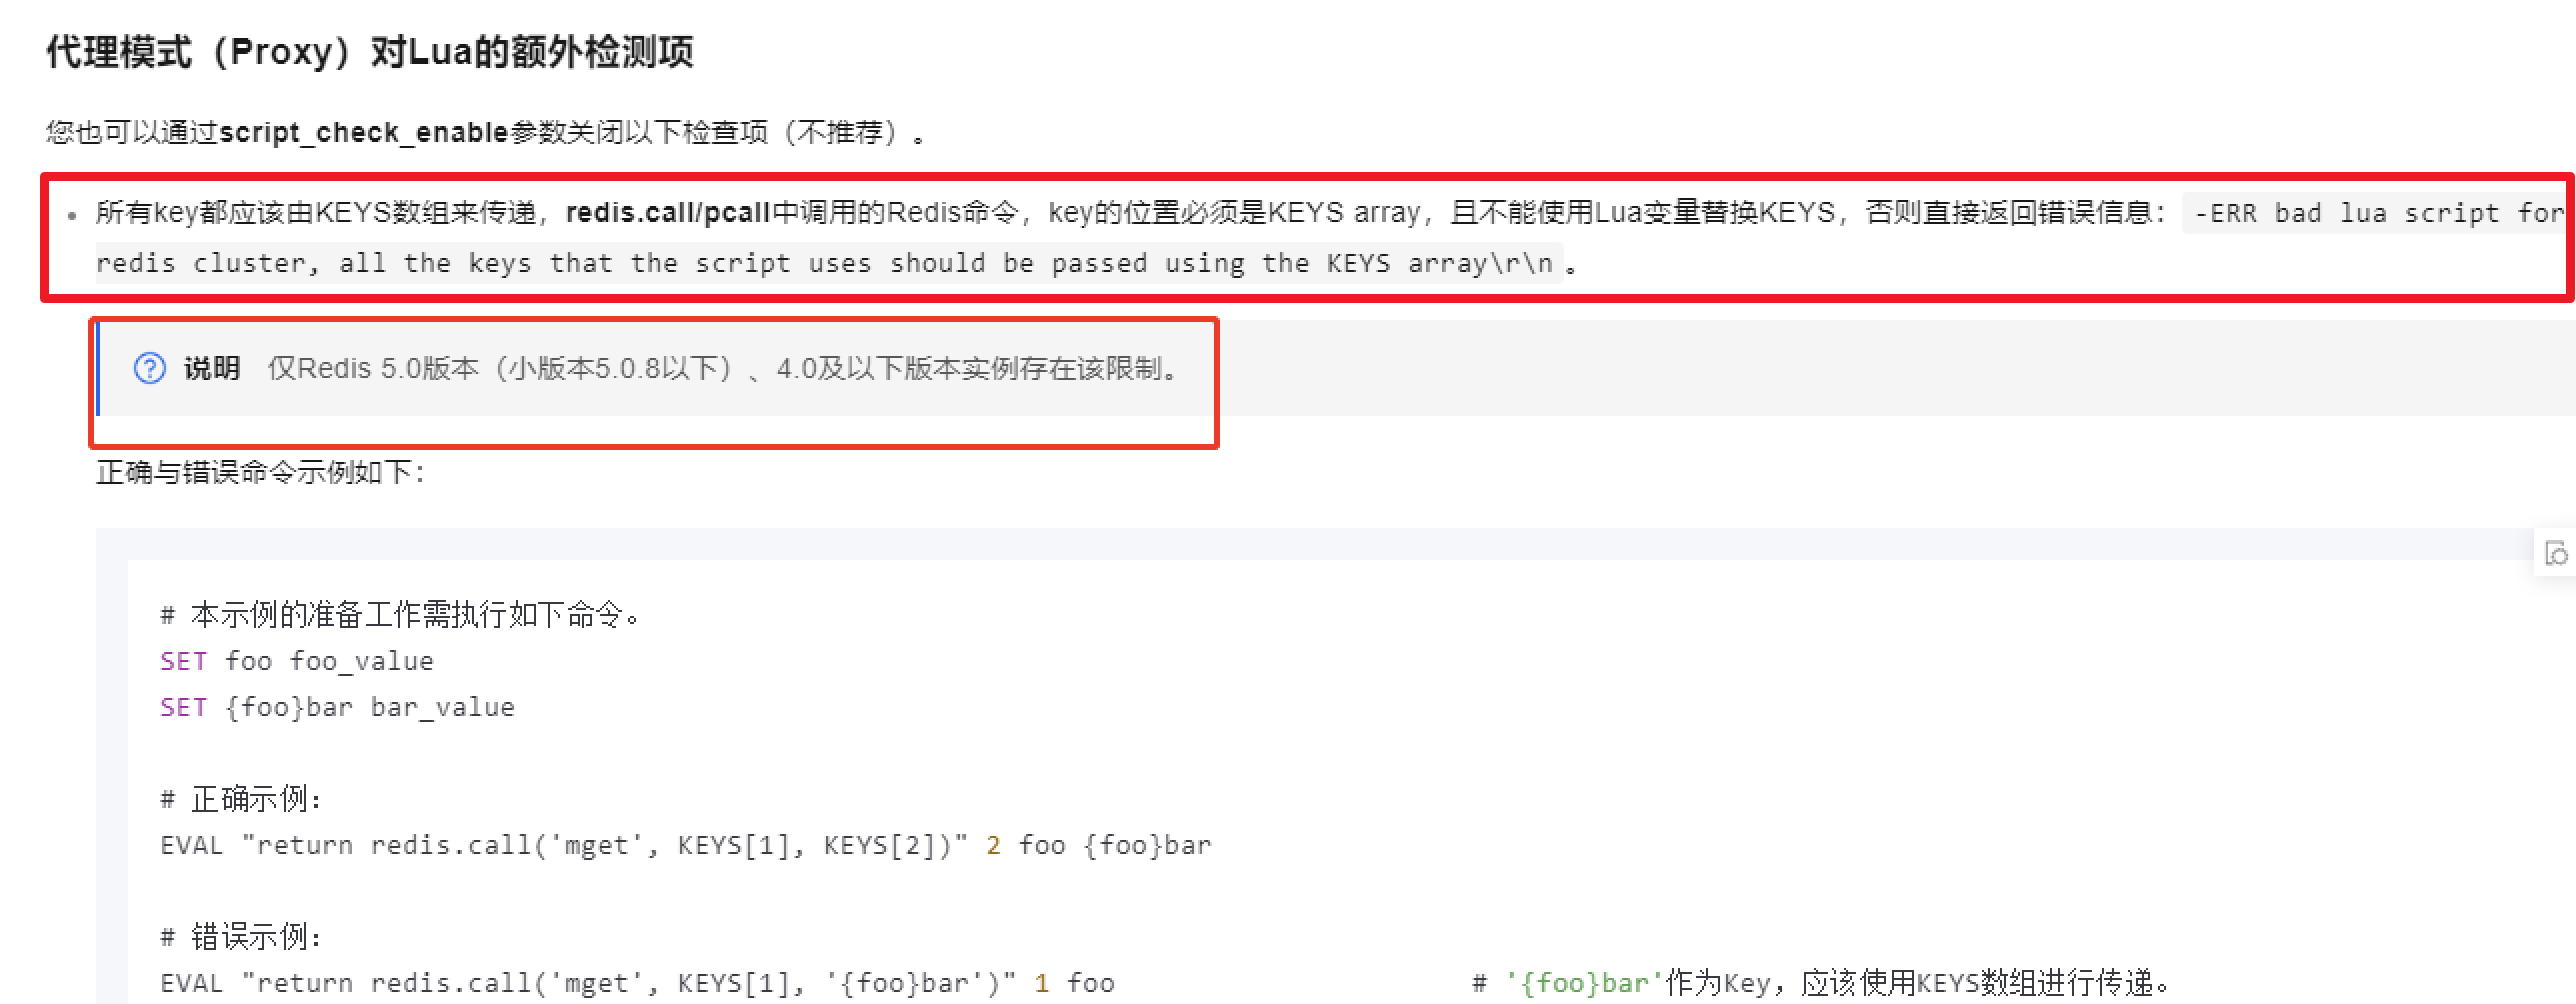 代理模式（Proxy）对Lua的额外检测项
您也可以通过script_check_enable参数关闭以下检查项（不推荐）。
• 所有key都应该由KEYS数组来传递，redis.call/pcall中调用的Redis命令，key的位置必须是KEYS array，且不能使用Lua变量替换KEYS，否则直接返回错误信息：-ERR bad lua script for
redis cluster, all the keys that the script uses should be passed using the KEYS array\r\n。
说明 仅Redis 5.0版本（小版本5.0.8以下）、4.0及以下版本实例存在该限制。
正确与错误命令示例如下：
# 本示例的准备工作需执行如下命令。
SET foo foo_value
SET {foo}bar bar_value
# 正确示例：
EVAL "return redis.call('mget', KEYS[1], KEYS[2])" 2 foo {foo}bar
# 错误示例：
EVAL "return redis.call('mget', KEYS[1], '{foo}bar')" 1 foo # '{foo}bar'作为Key，应该使用KEYS数组进行传递。